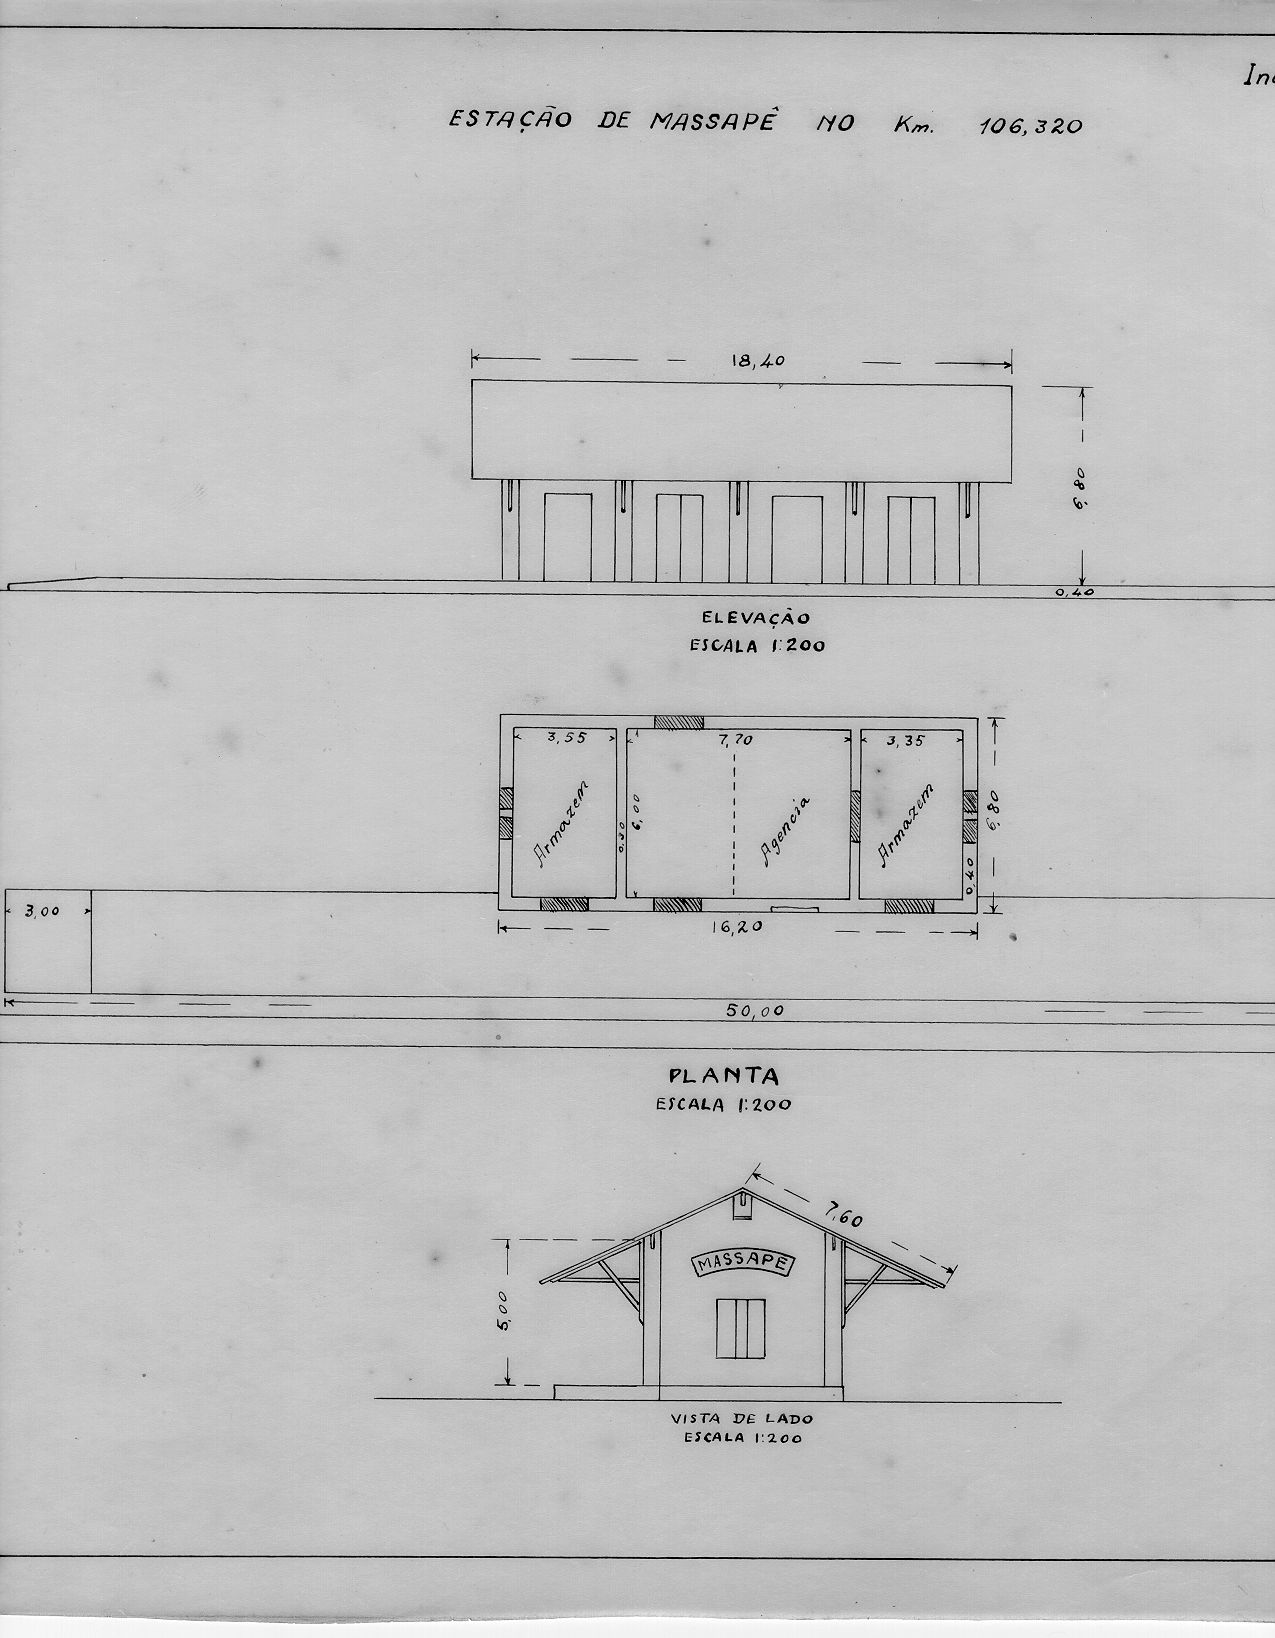 ESTAÇÃO DE MASSAPÊ NO Km. 106,320
18,40
6,80
0,40
ELEVAÇÃO
ESCALA 1:200
3,55
7,70
3,35
Armazem
0,30
6,00
Agencia
Armazem
0,40
6,80
3,00
16,20
50,00
PLANTA
ESCALA 1:200
7,60
MASSAPÊ
5,00
VISTA DE LADO
ESCALA 1:200